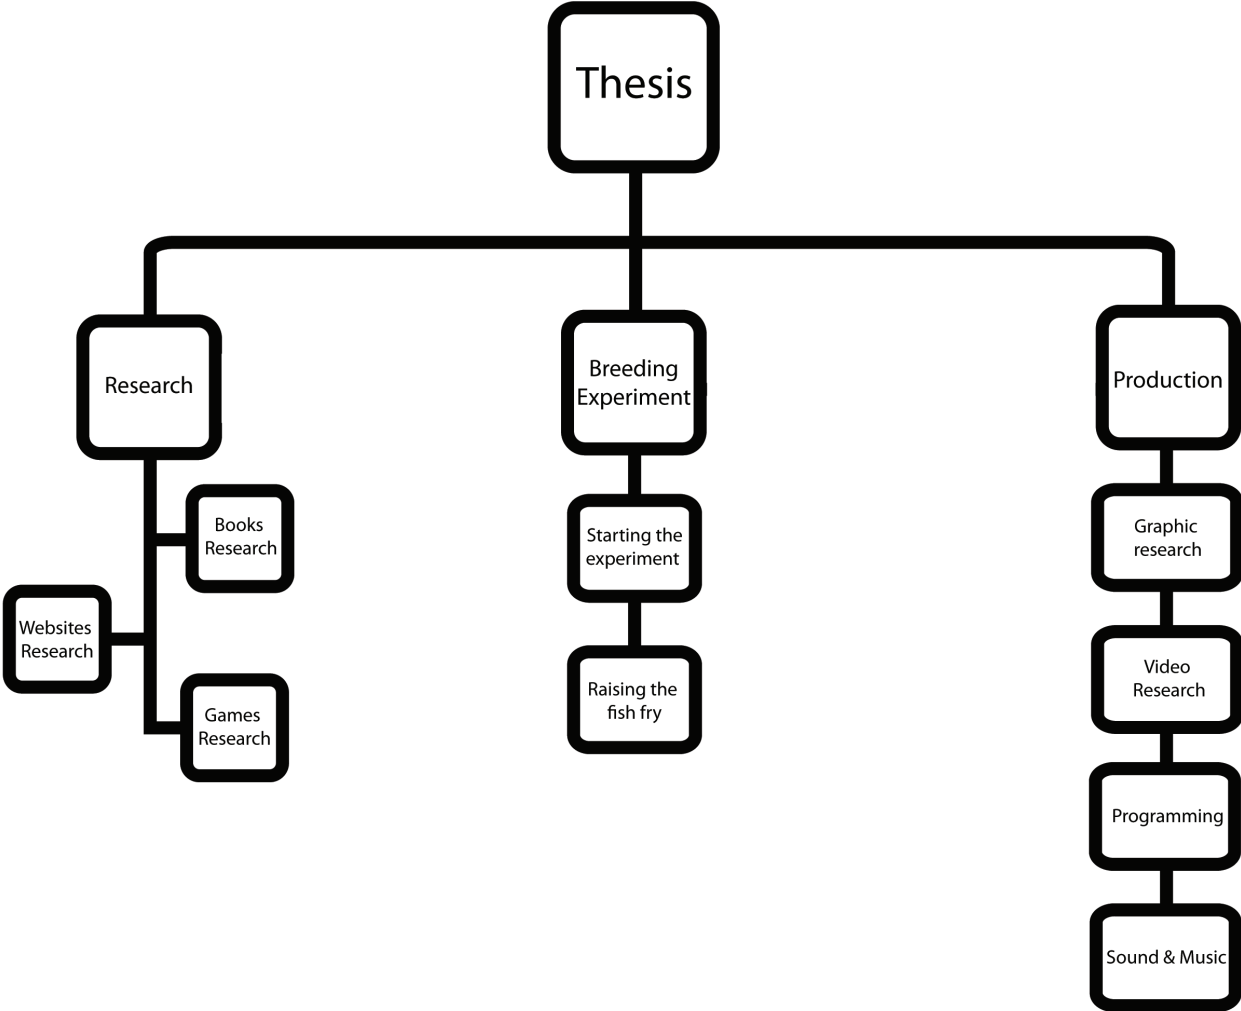 Thesis
Research
Breeding
Experiment
Production
Books
Research
Websites
Research
Games
Research
Starting the
experiment
Raising the
fish fry
Graphic
research
Video
Research
Programming
Sound & Music